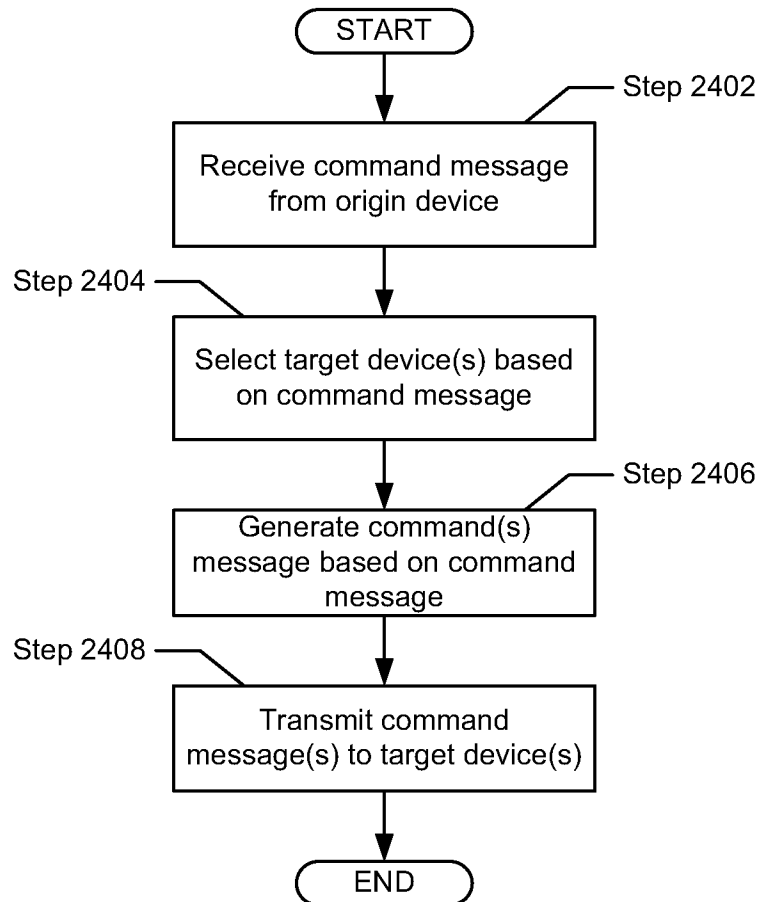 START
Step 2402
Receive command message
from origin device
Step 2404
Select target device(s) based
on command message
Step 2406
Generate command(s)
message based on command
message
Step 2408
Transmit command
message(s) to target device(s)
END